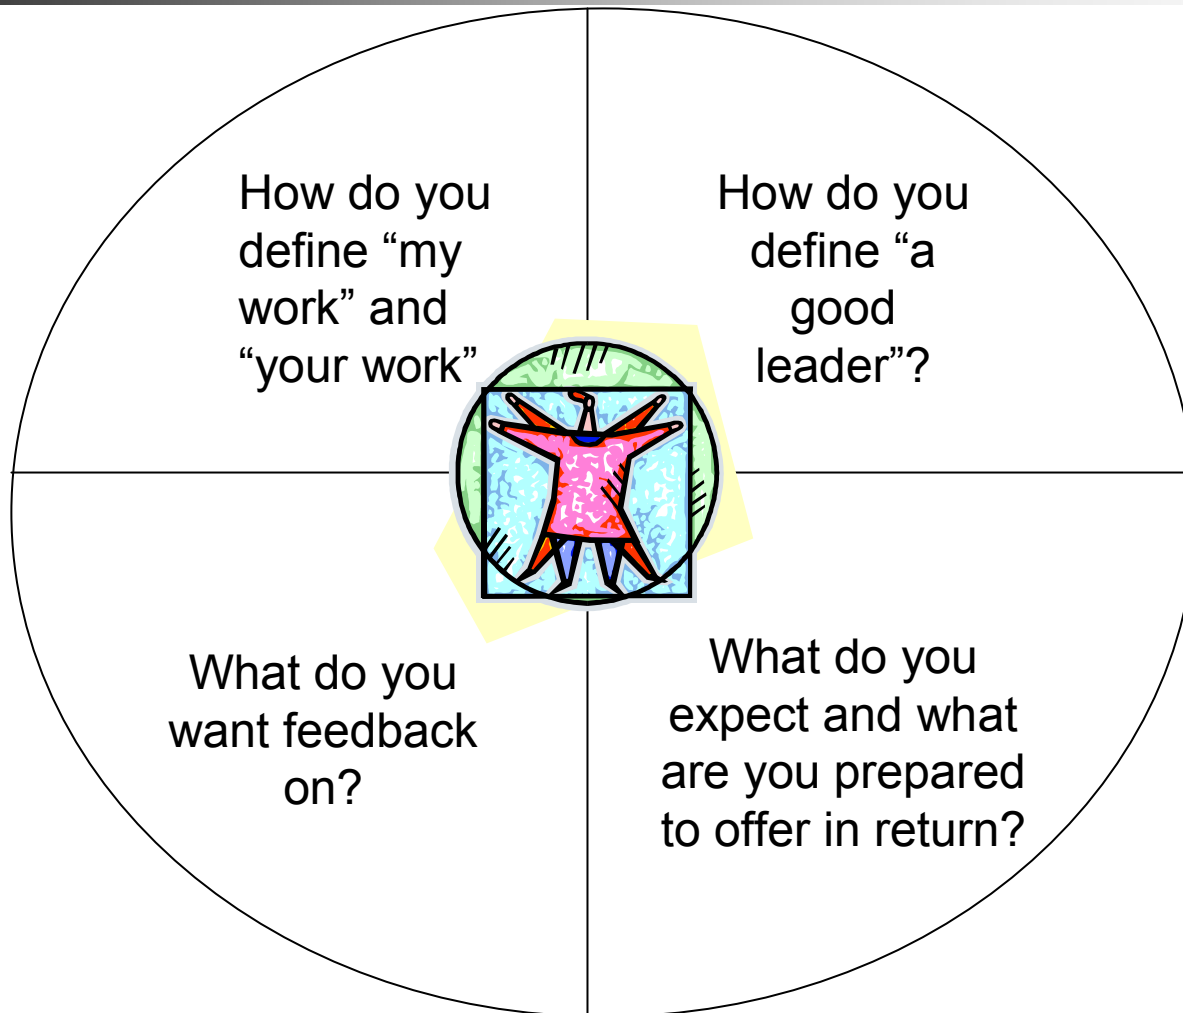 How do you
define “my
work” and
“your work”
How do you
define “a
good
leader”?
What do you
want feedback
on?
What do you
expect and what
are you prepared
to offer in return?